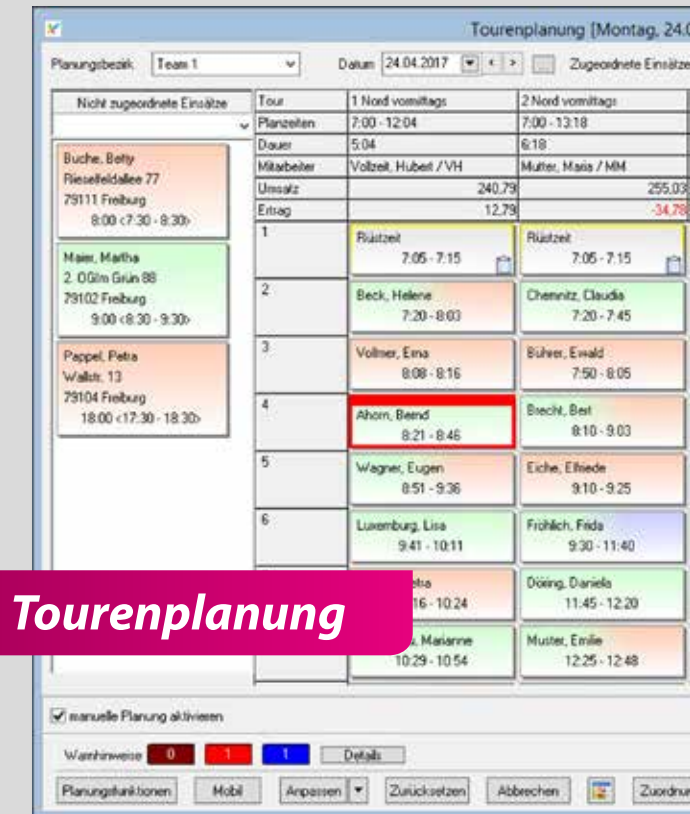 Tourenplanung [Montag, 24.0
Planungsbezirk Team 1 Datum 24.04.2017 < > Zugeordnete Einsätze
Nicht zugeordnete Einsätze
Buche, Betty
Rieselfeldallee 77
79111 Freiburg
8:00 <7:30 - 8:30>
Maier, Martha
2. OGIm Grün 88
79102 Freiburg
9:00 <8:30 - 9:30>
Pappel, Petra
Wallstr. 13
79104 Freiburg
18:00 <17:30 - 18:30>
Tour 1 Nord vormittags 2 Nord vormittags
Planzeiten 7:00 - 12:04 7:00 - 13:18
Dauer 5:04 6:18
Mitarbeiter Vollzeit, Hubert / VH Mutter, Maria / MM
Umsatz 240,79 255,03
Ertrag 12,79 -34,78
1 Rüstzeit Rüstzeit
7:05 - 7:15 7:05 - 7:15
2 Beck, Helene Chemnitz, Claudia
7:20 - 8:03 7:20 - 7:45
3 Vollmer, Erna Bührer, Ewald
8:08 - 8:16 7:50 - 8:05
4 Ahorn, Bernd Brecht, Bert
8:21 - 8:46 8:10 - 9:03
5 Wagner, Eugen Eiche, Elfriede
8:51 - 9:36 9:10 - 9:25
6 Luxemburg, Lisa Fröhlich, Frida
9:41 - 10:11 9:30 - 11:40
Döring, Daniela
16 - 10:24 11:45 - 12:20
Marianne Muster, Emilie
10:29 - 10:54 12:25 - 12:48
Tourenplanung
manuelle Planung aktivieren
Warnhinweise 0 1 1 Details
Planungsfunktionen Mobil Anpassen Zurücksetzen Abbrechen Zuordnun